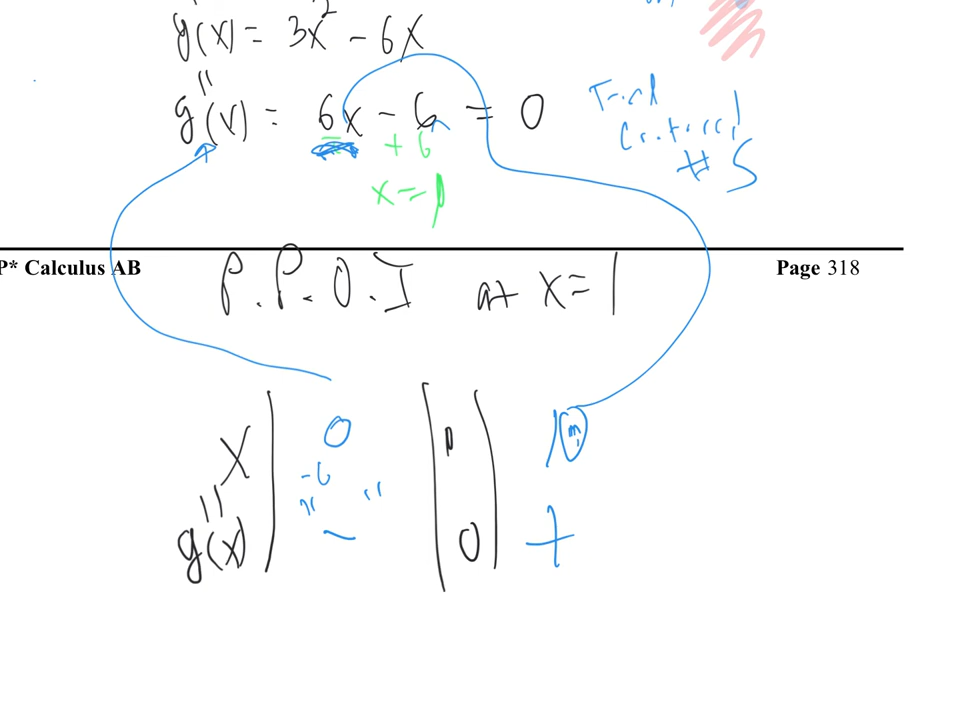 g'(x) = 3x² - 6x
g''(x) = 6x - 6 = 0
Find
Critical
#S
+ 6
x = 1
P* Calculus AB
Page 318
P.P.O.I at x = 1
x 0 1 10
-6
g''(x) " - " 0 +